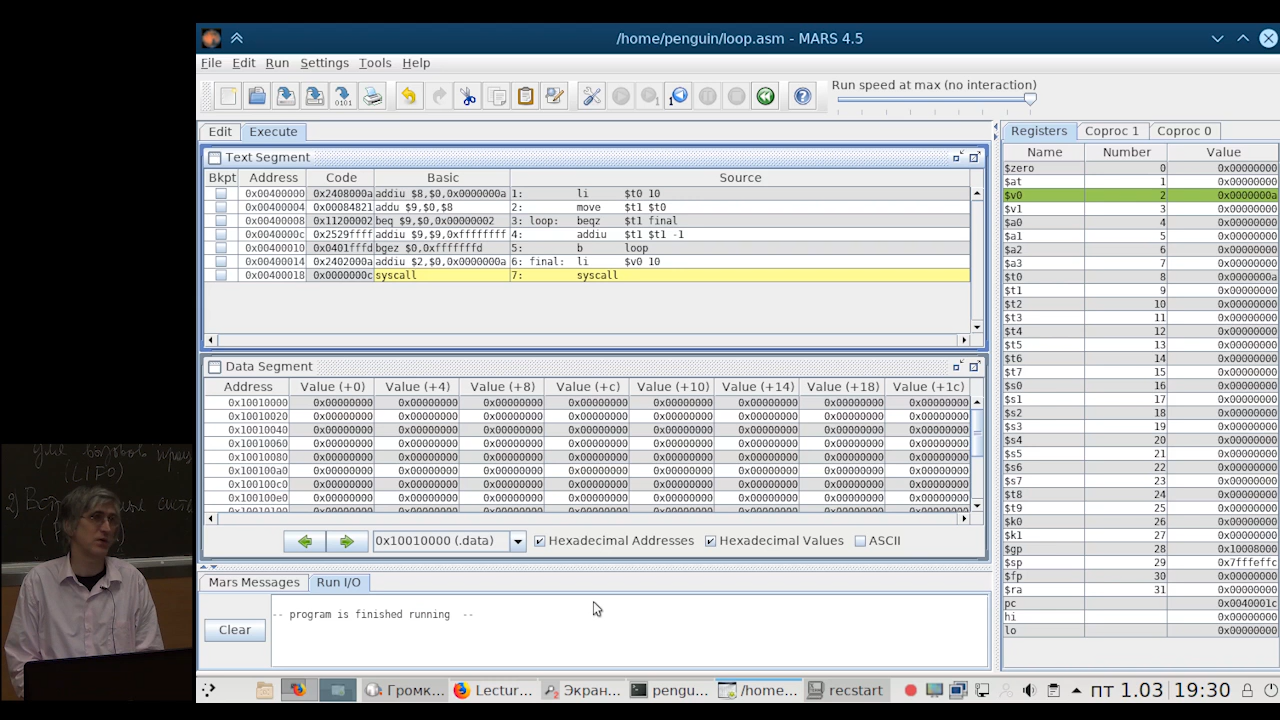 /home/penguin/loop.asm - MARS 4.5
File Edit Run Settings Tools Help
Run speed at max (no interaction)
Edit Execute
Text Segment
Bkpt Address Code Basic Source
0x00400000 0x2408000a addiu $8,$0,0x0000000a 1: li $t0 10
0x00400004 0x00084821 addu $9,$0,$8 2: move $t1 $t0
0x00400008 0x11200002 beq $9,$0,0x00000002 3: loop: beqz $t1 final
0x0040000c 0x2529ffff addiu $9,$9,0xffffffff 4: addiu $t1 $t1 -1
0x00400010 0x0401fffd bgez $0,0xfffffffd 5: b loop
0x00400014 0x2402000a addiu $2,$0,0x0000000a 6: final: li $v0 10
0x00400018 0x0000000c syscall 7: syscall
Data Segment
Address Value (+0) Value (+4) Value (+8) Value (+c) Value (+10) Value (+14) Value (+18) Value (+1c)
0x10010000 0x00000000 0x00000000 0x00000000 0x00000000 0x00000000 0x00000000 0x00000000 0x00000000
0x10010020 0x00000000 0x00000000 0x00000000 0x00000000 0x00000000 0x00000000 0x00000000 0x00000000
0x10010040 0x00000000 0x00000000 0x00000000 0x00000000 0x00000000 0x00000000 0x00000000 0x00000000
0x10010060 0x00000000 0x00000000 0x00000000 0x00000000 0x00000000 0x00000000 0x00000000 0x00000000
0x10010080 0x00000000 0x00000000 0x00000000 0x00000000 0x00000000 0x00000000 0x00000000 0x00000000
0x100100a0 0x00000000 0x00000000 0x00000000 0x00000000 0x00000000 0x00000000 0x00000000 0x00000000
0x100100c0 0x00000000 0x00000000 0x00000000 0x00000000 0x00000000 0x00000000 0x00000000 0x00000000
0x100100e0 0x00000000 0x00000000 0x00000000 0x00000000 0x00000000 0x00000000 0x00000000 0x00000000
0x10010100 0x00000000 0x00000000 0x00000000 0x00000000 0x00000000 0x00000000 0x00000000 0x00000000
0x10010000 (.data) Hexadecimal Addresses Hexadecimal Values ASCII
Mars Messages Run I/O
-- program is finished running --
Clear
Registers Coproc 1 Coproc 0
Name Number Value
$zero 0 0x00000000
$at 1 0x00000000
$v0 2 0x0000000a
$v1 3 0x00000000
$a0 4 0x00000000
$a1 5 0x00000000
$a2 6 0x00000000
$a3 7 0x00000000
$t0 8 0x0000000a
$t1 9 0x00000000
$t2 10 0x00000000
$t3 11 0x00000000
$t4 12 0x00000000
$t5 13 0x00000000
$t6 14 0x00000000
$t7 15 0x00000000
$s0 16 0x00000000
$s1 17 0x00000000
$s2 18 0x00000000
$s3 19 0x00000000
$s4 20 0x00000000
$s5 21 0x00000000
$s6 22 0x00000000
$s7 23 0x00000000
$t8 24 0x00000000
$t9 25 0x00000000
$k0 26 0x00000000
$k1 27 0x00000000
$gp 28 0x10008000
$sp 29 0x7fffeffc
$fp 30 0x00000000
$ra 31 0x00000000
pc 0x0040001c
hi 0x00000000
lo 0x00000000
для вызовов
(LIFO)
2)
Громк... Lectur... Экран... pengu... /home... recstart ПТ 1.03 19:30